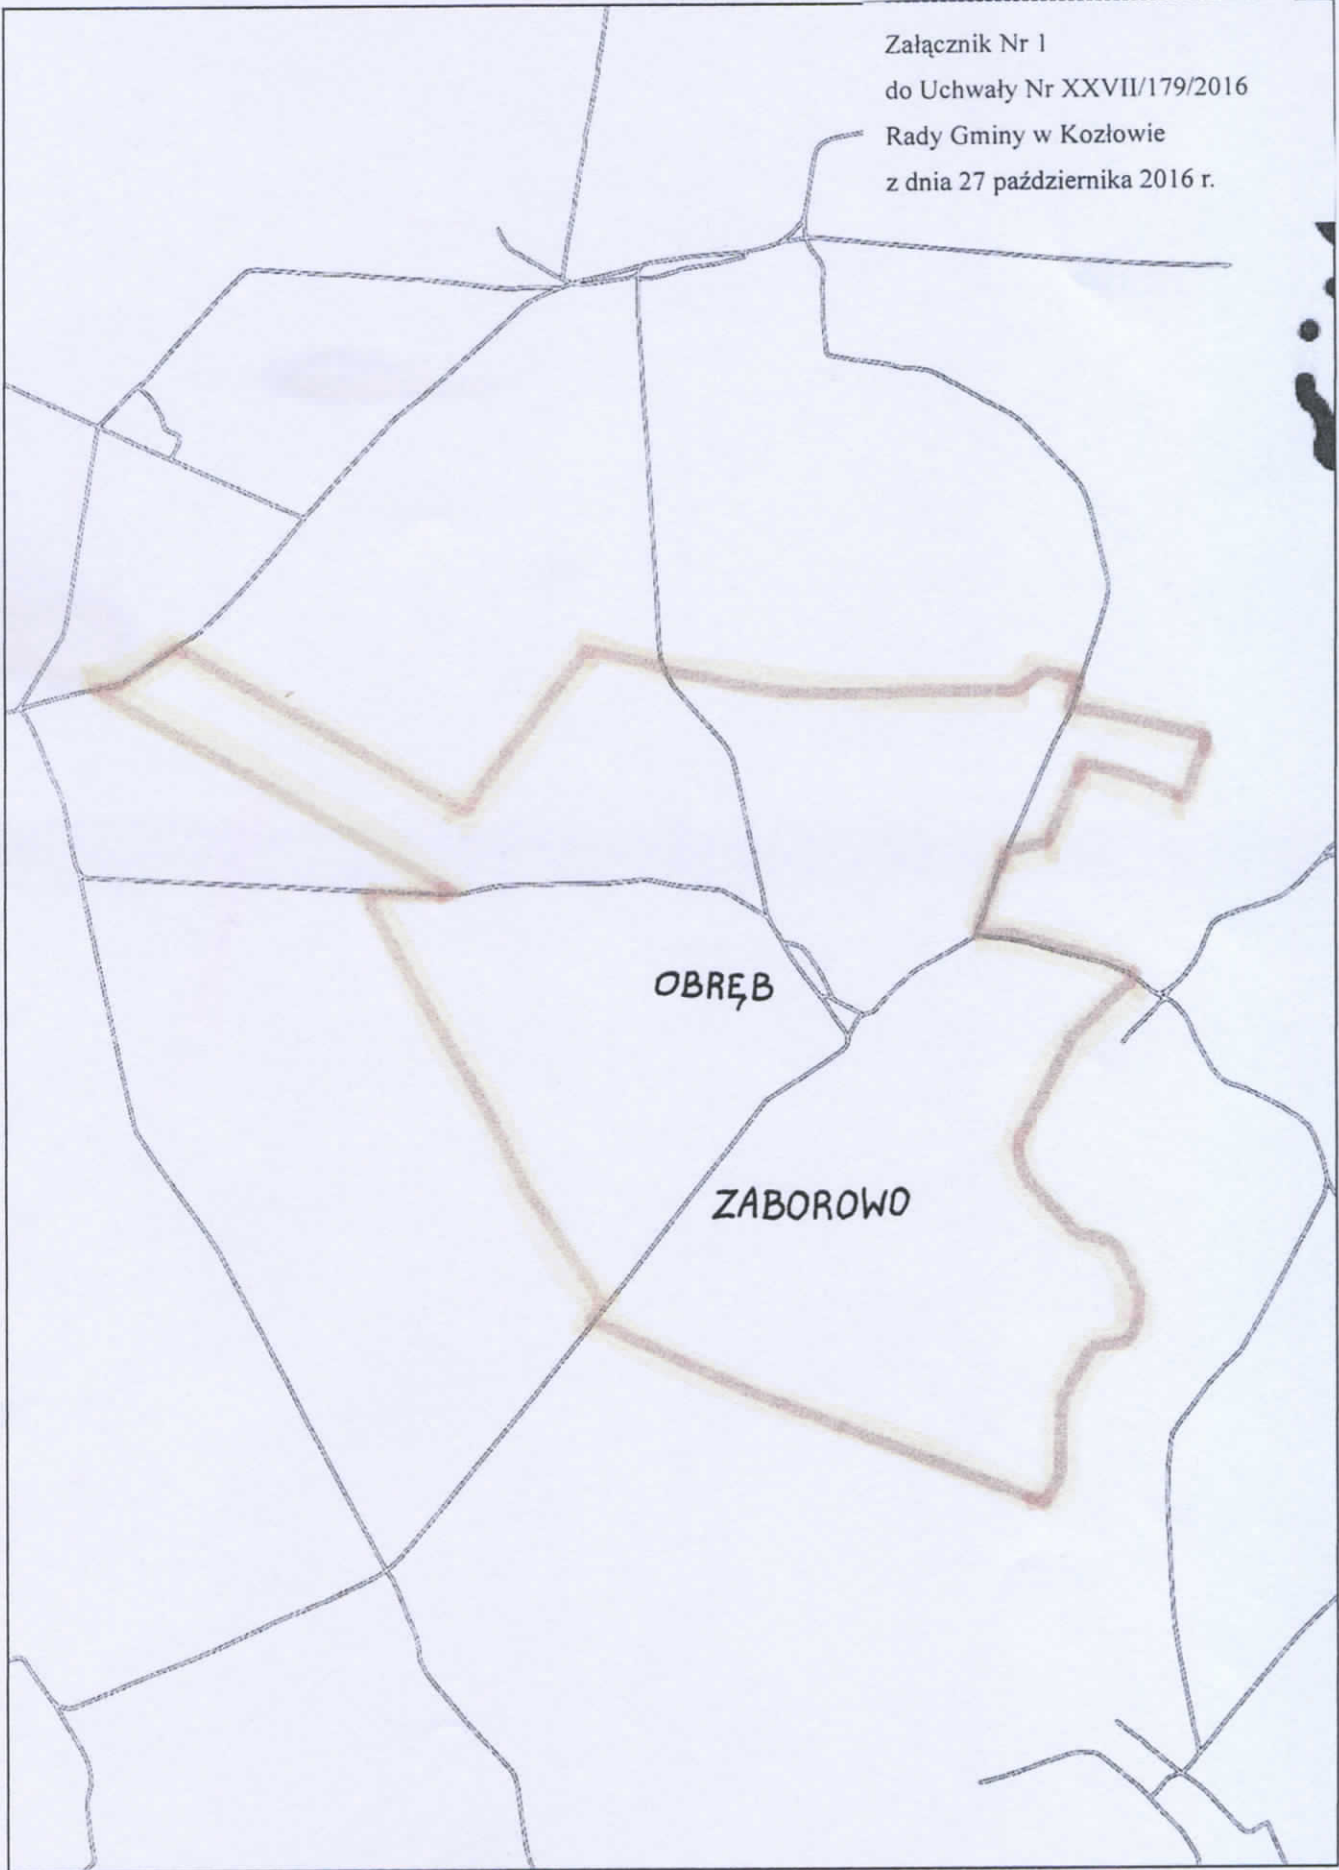 Załącznik Nr 1
do Uchwały Nr XXVII/179/2016
Rady Gminy w Kozłowie
z dnia 27 października 2016 r.
OBRĘB
ZABOROWO